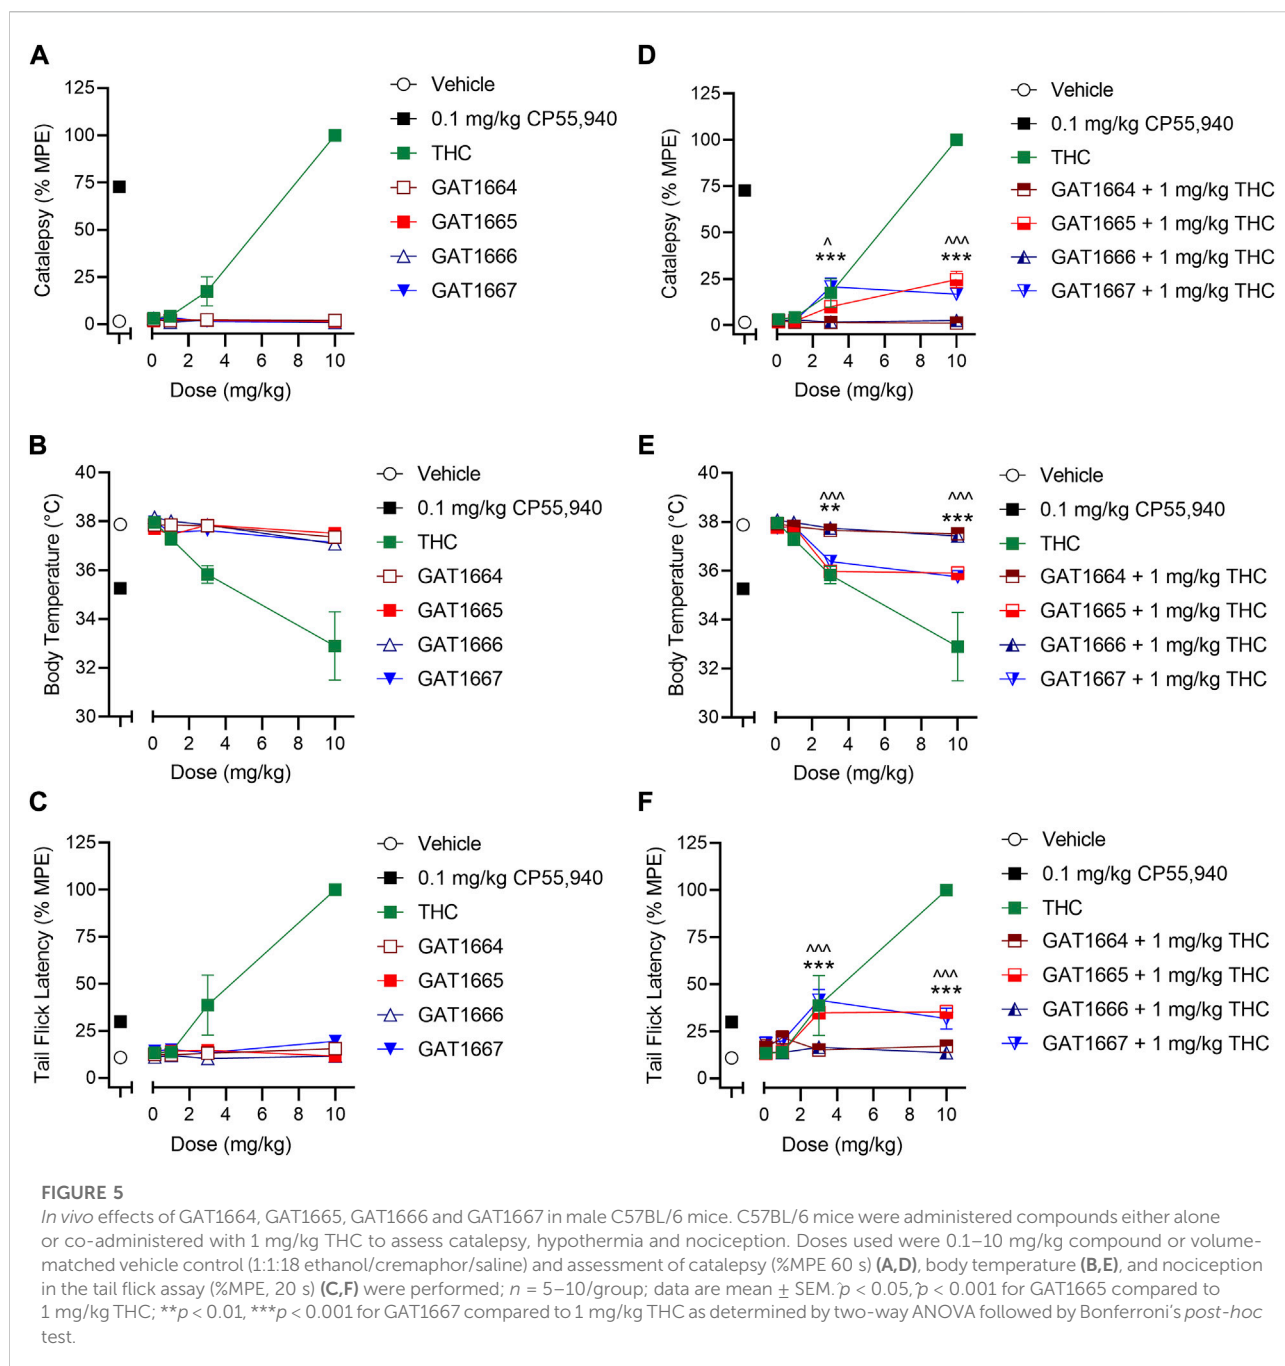 A
Catalepsy (% MPE)
125
100
75
50
25
0
0 2 4 6 8 10
Dose (mg/kg)
Vehicle
0.1 mg/kg CP55,940
THC
GAT1664
GAT1665
GAT1666
GAT1667
D
Catalepsy (% MPE)
125
100
75
50
25
0
^
***
^^^
***
0 2 4 6 8 10
Dose (mg/kg)
Vehicle
0.1 mg/kg CP55,940
THC
GAT1664 + 1 mg/kg THC
GAT1665 + 1 mg/kg THC
GAT1666 + 1 mg/kg THC
GAT1667 + 1 mg/kg THC
B
Body Temperature (°C)
40
38
36
34
32
30
0 2 4 6 8 10
Dose (mg/kg)
Vehicle
0.1 mg/kg CP55,940
THC
GAT1664
GAT1665
GAT1666
GAT1667
E
Body Temperature (°C)
40
38
36
34
32
30
^^^
**
^^^
***
0 2 4 6 8 10
Dose (mg/kg)
Vehicle
0.1 mg/kg CP55,940
THC
GAT1664 + 1 mg/kg THC
GAT1665 + 1 mg/kg THC
GAT1666 + 1 mg/kg THC
GAT1667 + 1 mg/kg THC
C
Tail Flick Latency (% MPE)
125
100
75
50
25
0
0 2 4 6 8 10
Dose (mg/kg)
Vehicle
0.1 mg/kg CP55,940
THC
GAT1664
GAT1665
GAT1666
GAT1667
F
Tail Flick Latency (% MPE)
125
100
75
50
25
0
^^^
***
^^^
***
0 2 4 6 8 10
Dose (mg/kg)
Vehicle
0.1 mg/kg CP55,940
THC
GAT1664 + 1 mg/kg THC
GAT1665 + 1 mg/kg THC
GAT1666 + 1 mg/kg THC
GAT1667 + 1 mg/kg THC
FIGURE 5
In vivo effects of GAT1664, GAT1665, GAT1666 and GAT1667 in male C57BL/6 mice. C57BL/6 mice were administered compounds either alone
or co-administered with 1 mg/kg THC to assess catalepsy, hypothermia and nociception. Doses used were 0.1–10 mg/kg compound or volume-
matched vehicle control (1:1:18 ethanol/cremaphor/saline) and assessment of catalepsy (%MPE 60 s) (A,D), body temperature (B,E), and nociception
in the tail flick assay (%MPE, 20 s) (C,F) were performed; n = 5–10/group; data are mean ± SEM. ^p < 0.05, ^p < 0.001 for GAT1665 compared to
1 mg/kg THC; **p < 0.01, ***p < 0.001 for GAT1667 compared to 1 mg/kg THC as determined by two-way ANOVA followed by Bonferroni's post-hoc
test.